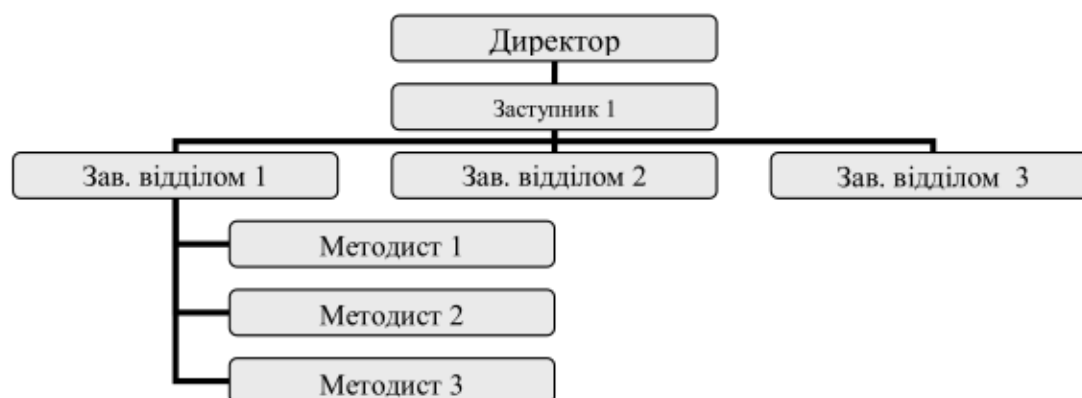 Директор
Заступник 1
Зав. відділом 1
Зав. відділом 2
Зав. відділом 3
Методист 1
Методист 2
Методист 3